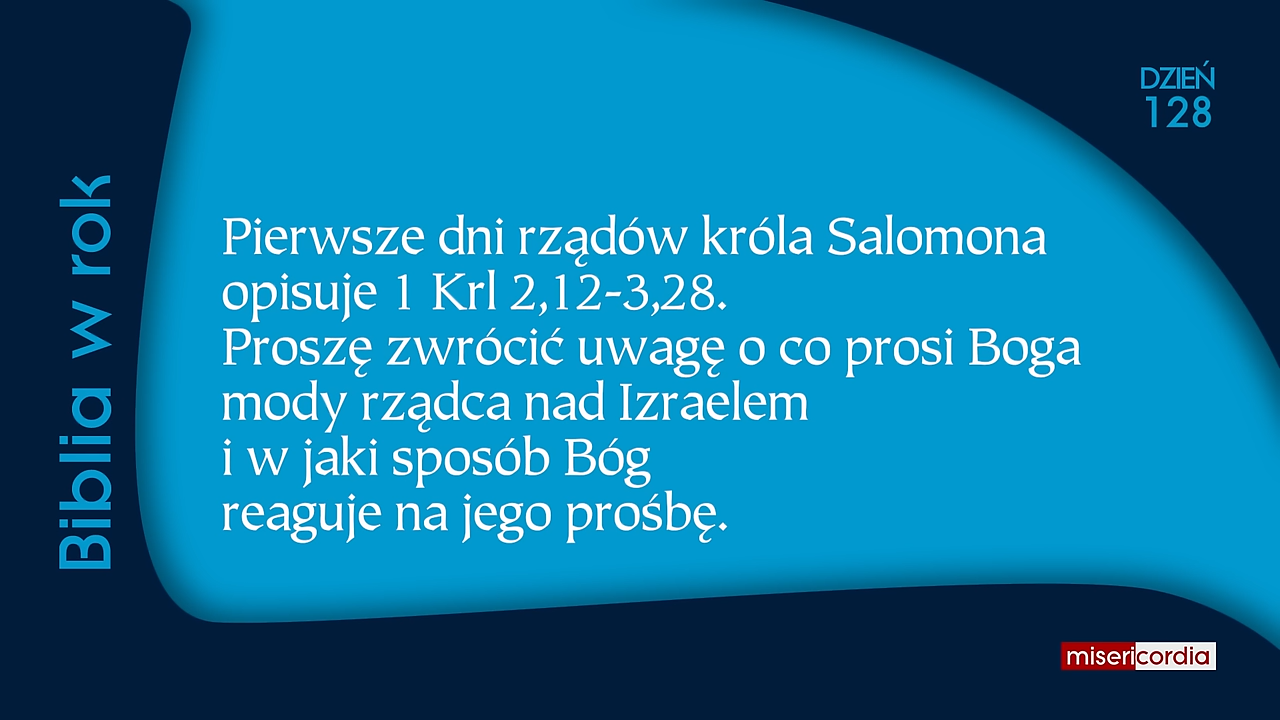 DZIEŃ
128
Biblia w rok
Pierwsze dni rządów króla Salomona
opisuje 1 Krl 2,12-3,28.
Proszę zwrócić uwagę o co prosi Boga
mody rządca nad Izraelem
i w jaki sposób Bóg
reaguje na jego prośbę.
misericordia